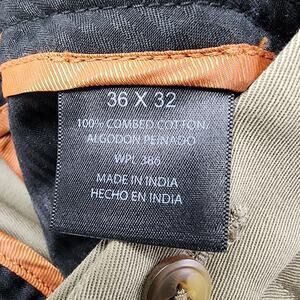 36 X 32
100% COMBED COTTON/
ALGODON PEINADO
WPL 386
MADE IN INDIA
HECHO EN INDIA